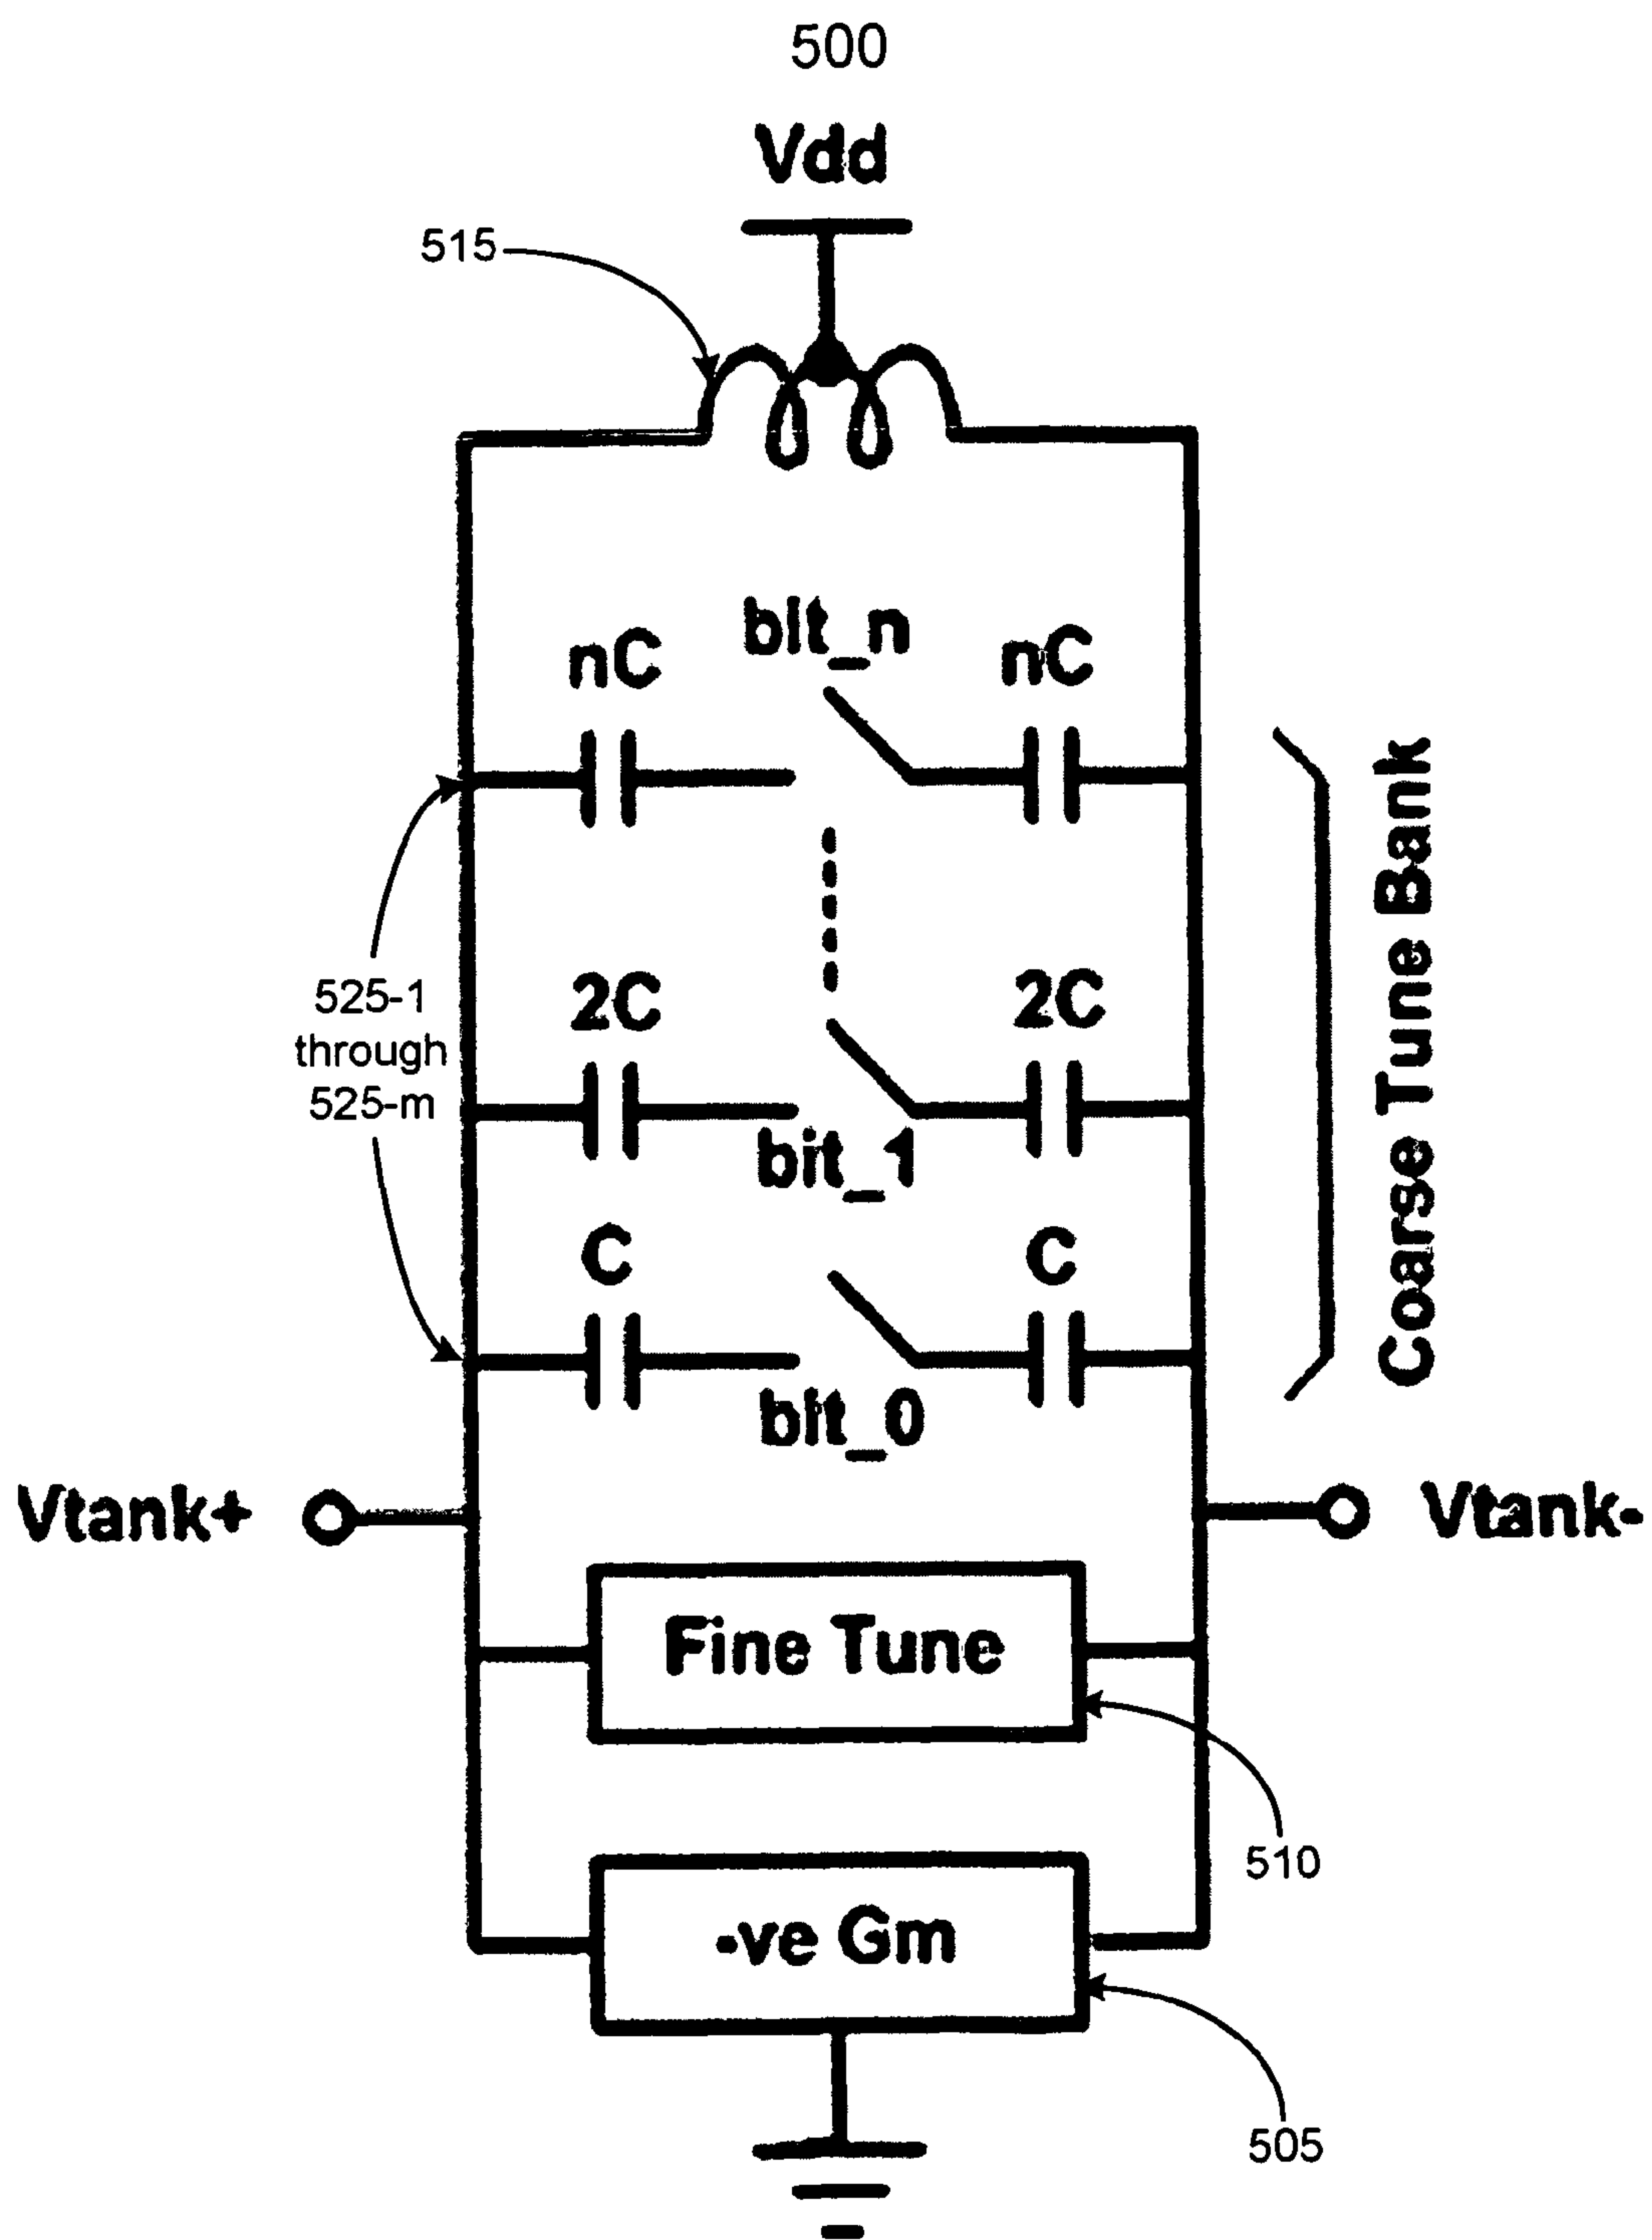 500
Vdd
515
bit_n
nC
nC
525-1
through
525-m
2C
2C
bit_1
C
C
bit_0
Coarse Tune Bank
Vtank+
Vtank-
Fine Tune
510
-ve Gm
505